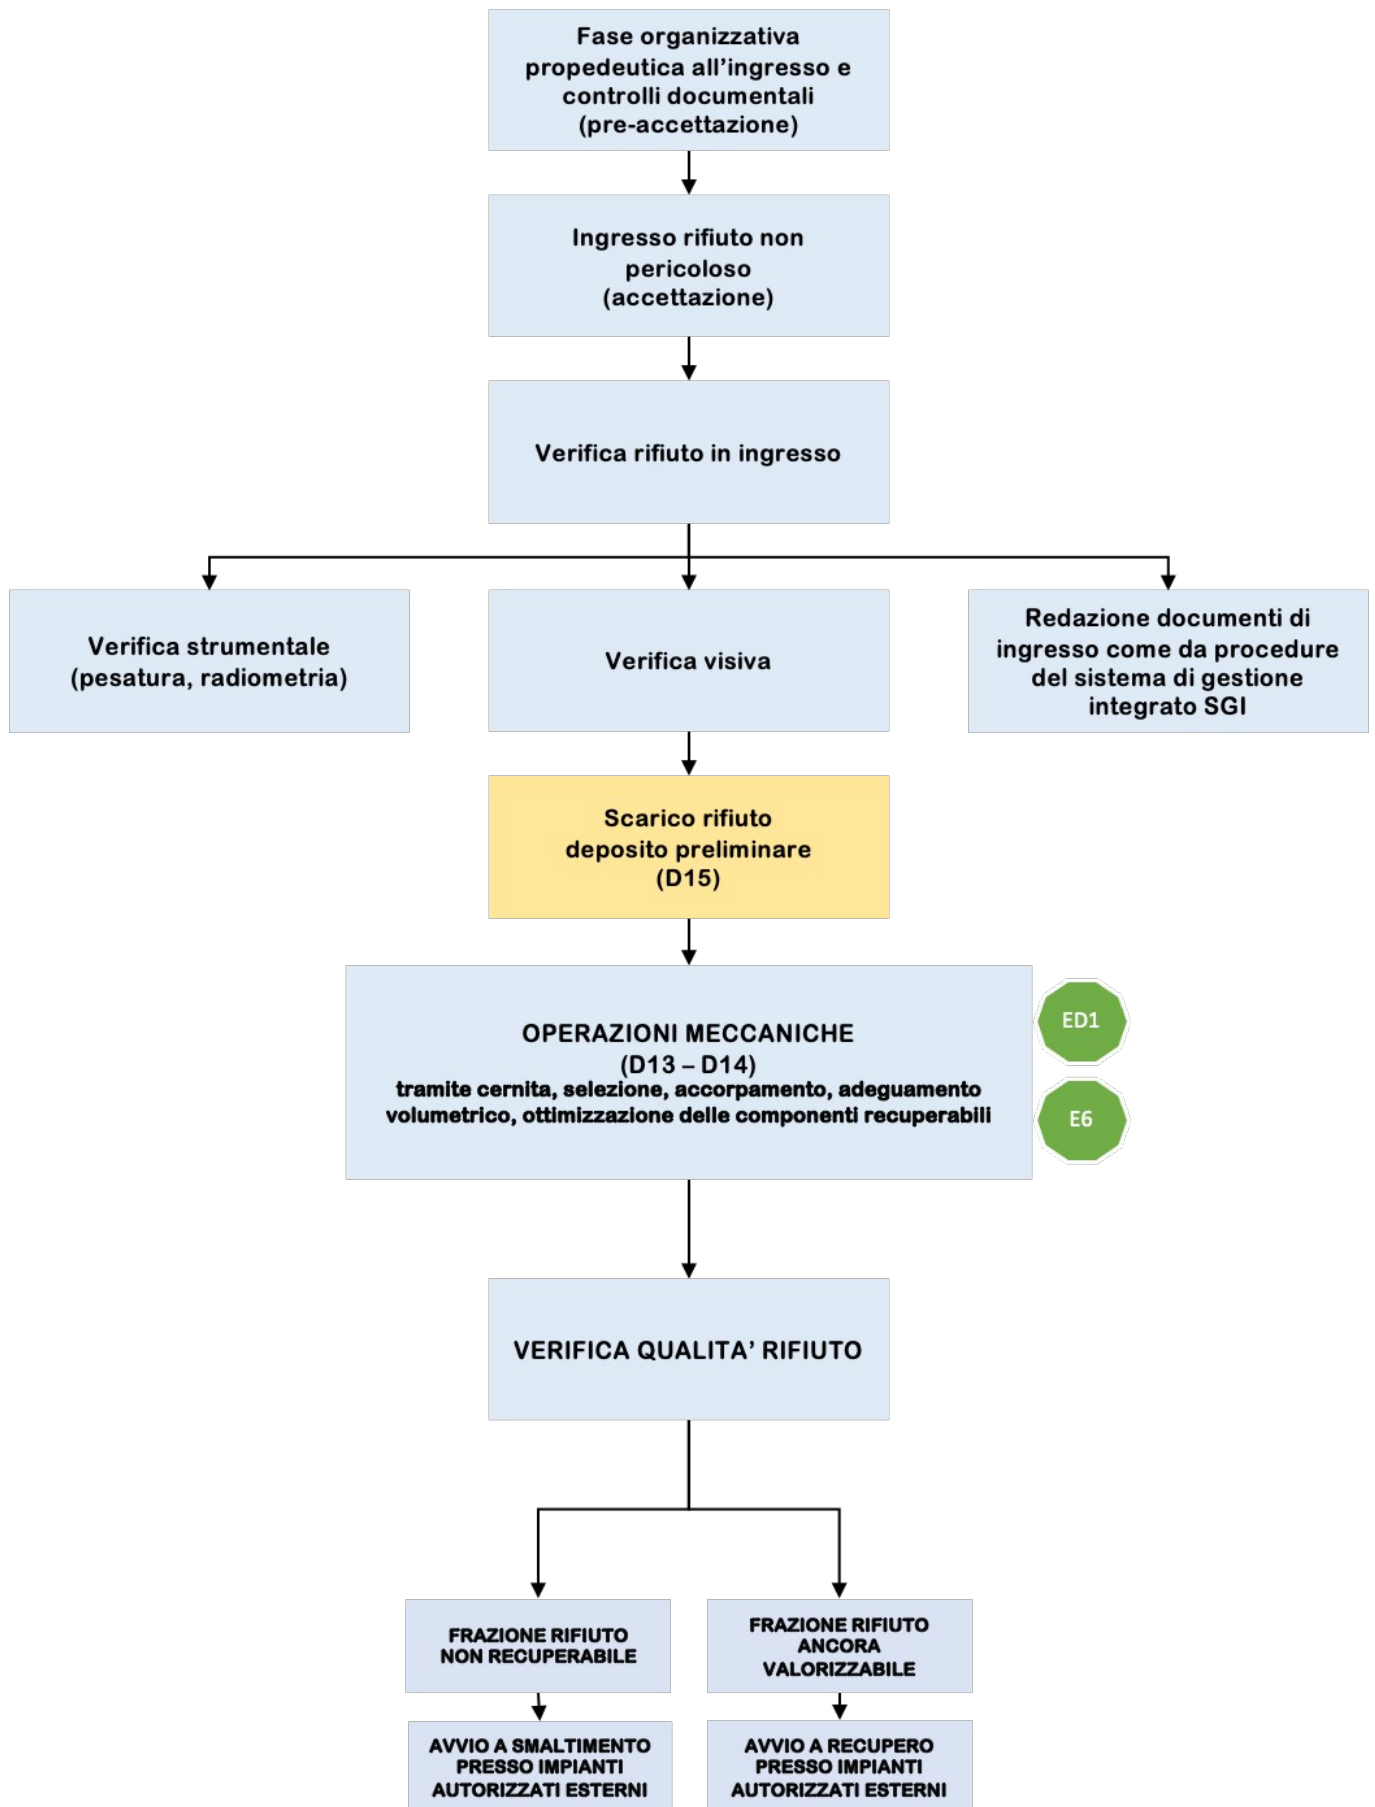 Fase organizzativa
propedeutica all'ingresso e
controlli documentali
(pre-accettazione)
Ingresso rifiuto non
pericoloso
(accettazione)
Verifica rifiuto in ingresso
Verifica strumentale
(pesatura, radiometria)
Verifica visiva
Redazione documenti di
ingresso come da procedure
del sistema di gestione
integrato SGI
Scarico rifiuto
deposito preliminare
(D15)
OPERAZIONI MECCANICHE
(D13 – D14)
tramite cernita, selezione, accorpamento, adeguamento
volumetrico, ottimizzazione delle componenti recuperabili
ED1
E6
VERIFICA QUALITA' RIFIUTO
FRAZIONE RIFIUTO
NON RECUPERABILE
FRAZIONE RIFIUTO
ANCORA
VALORIZZABILE
AVVIO A SMALTIMENTO
PRESSO IMPIANTI
AUTORIZZATI ESTERNI
AVVIO A RECUPERO
PRESSO IMPIANTI
AUTORIZZATI ESTERNI